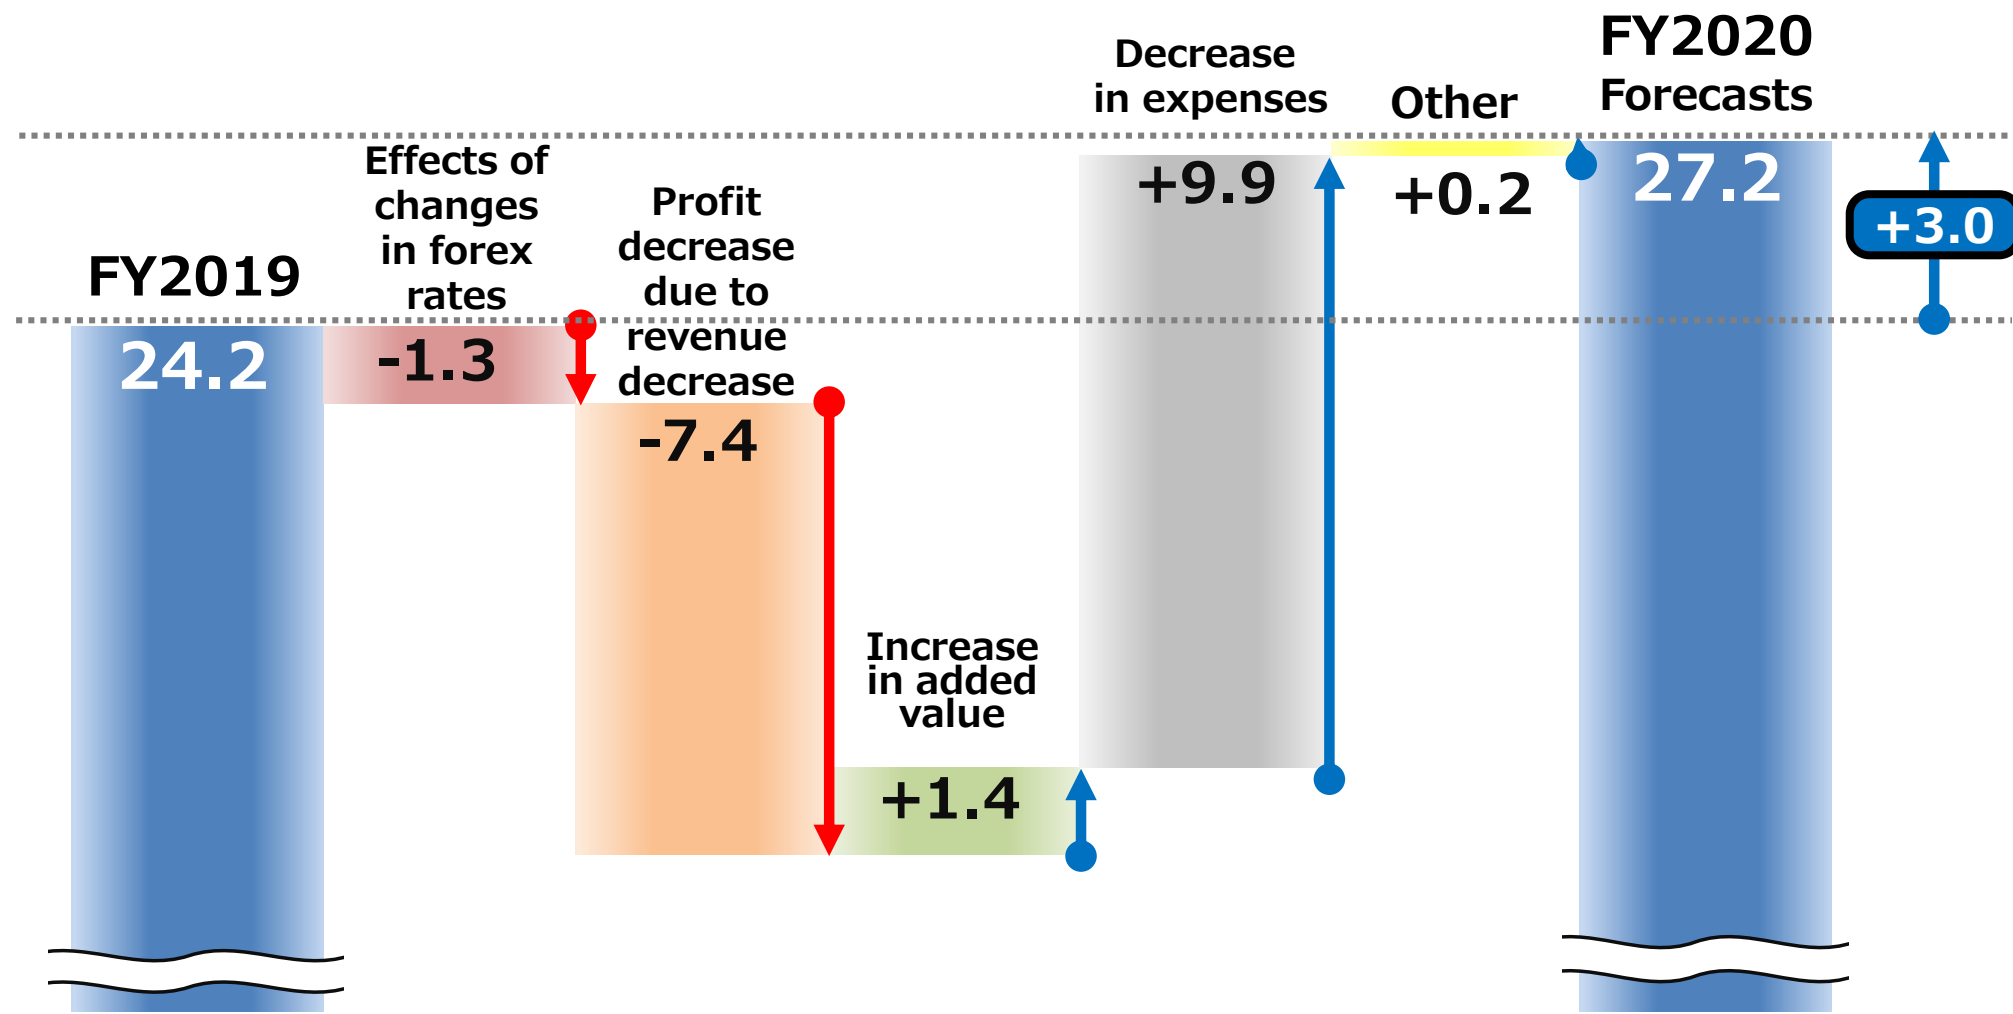 FY2019
24.2
Effects of
changes
in forex
rates
-1.3
Profit
decrease
due to
revenue
decrease
-7.4
Increase
in added
value
+1.4
Decrease
in expenses
+9.9
Other
+0.2
FY2020
Forecasts
27.2
+3.0